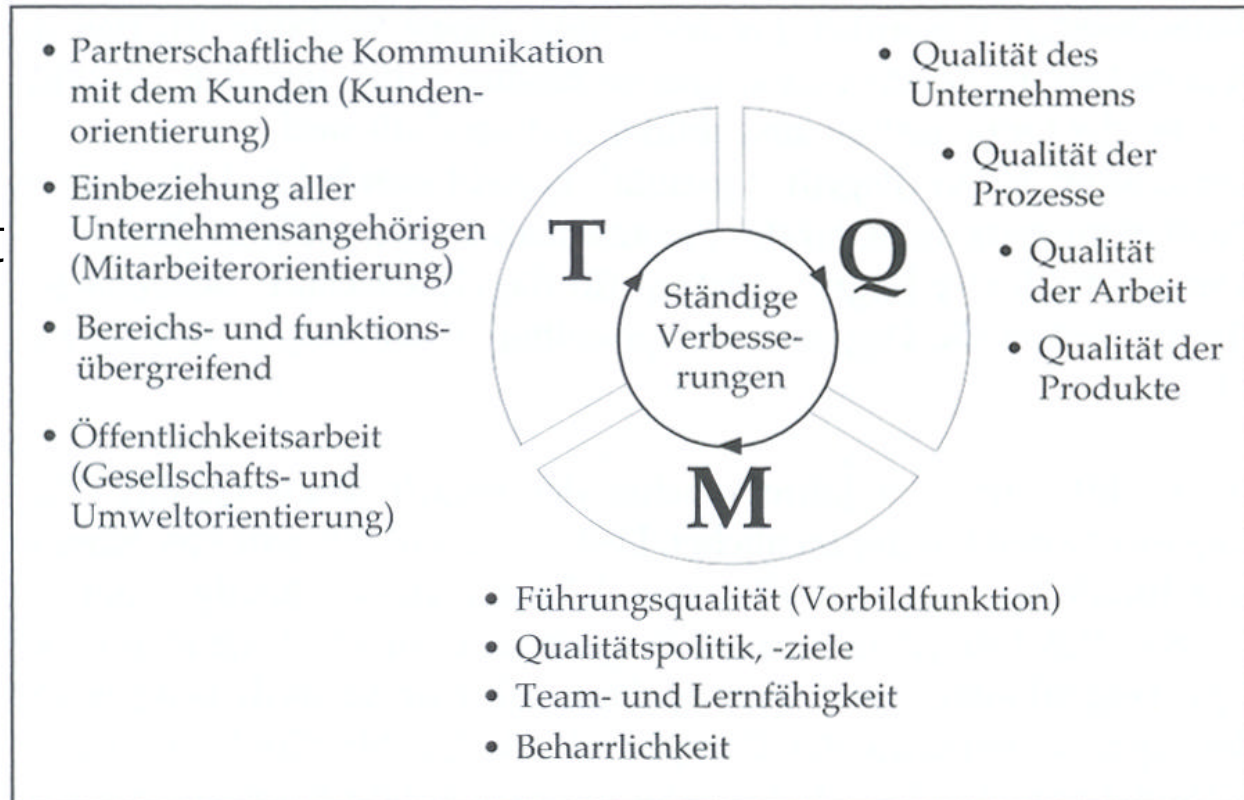 • Partnerschaftliche Kommunikation
mit dem Kunden (Kunden-
orientierung)
• Einbeziehung aller
Unternehmensangehörigen
(Mitarbeiterorientierung)
• Bereichs- und funktions-
übergreifend
• Öffentlichkeitsarbeit
(Gesellschafts- und
Umweltorientierung)
T
Q
M
Ständige
Verbesse-
rungen
• Qualität des
Unternehmens
• Qualität der
Prozesse
• Qualität
der Arbeit
• Qualität der
Produkte
• Führungsqualität (Vorbildfunktion)
• Qualitätspolitik, -ziele
• Team- und Lernfähigkeit
• Beharrlichkeit